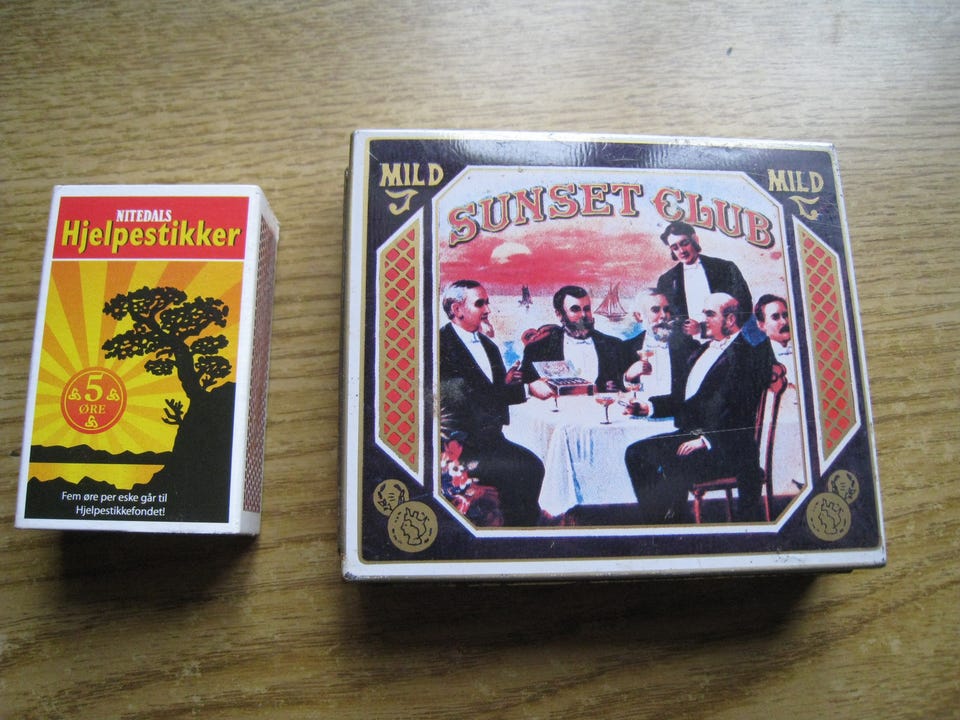 NITEDALS
Hjelpestikker
5
ØRE
Fem øre per eske går til
Hjelpestikkefondet!
MILD
MILD
SUNSET CLUB